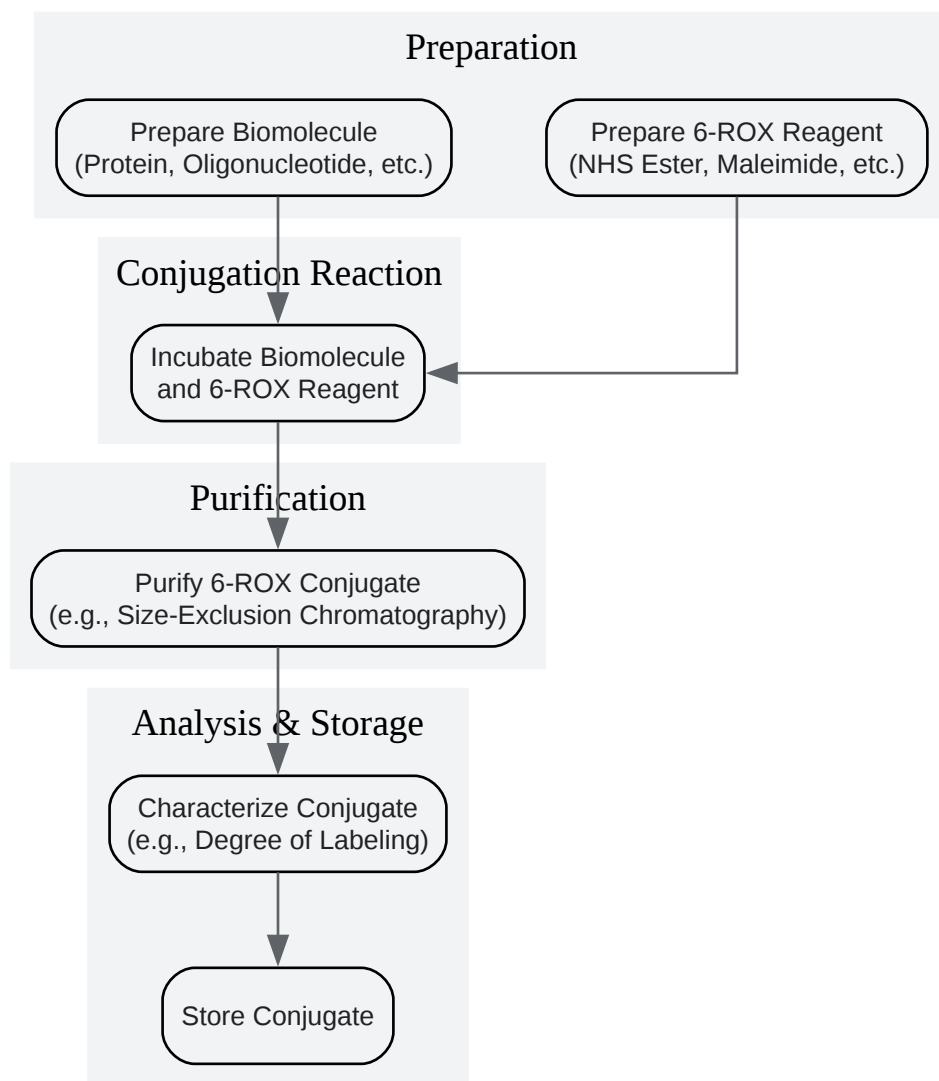 Preparation
Prepare Biomolecule
(Protein, Oligonucleotide, etc.)
Prepare 6-ROX Reagent
(NHS Ester, Maleimide, etc.)
Conjugation Reaction
Incubate Biomolecule
and 6-ROX Reagent
Purification
Purify 6-ROX Conjugate
(e.g., Size-Exclusion Chromatography)
Analysis & Storage
Characterize Conjugate
(e.g., Degree of Labeling)
Store Conjugate